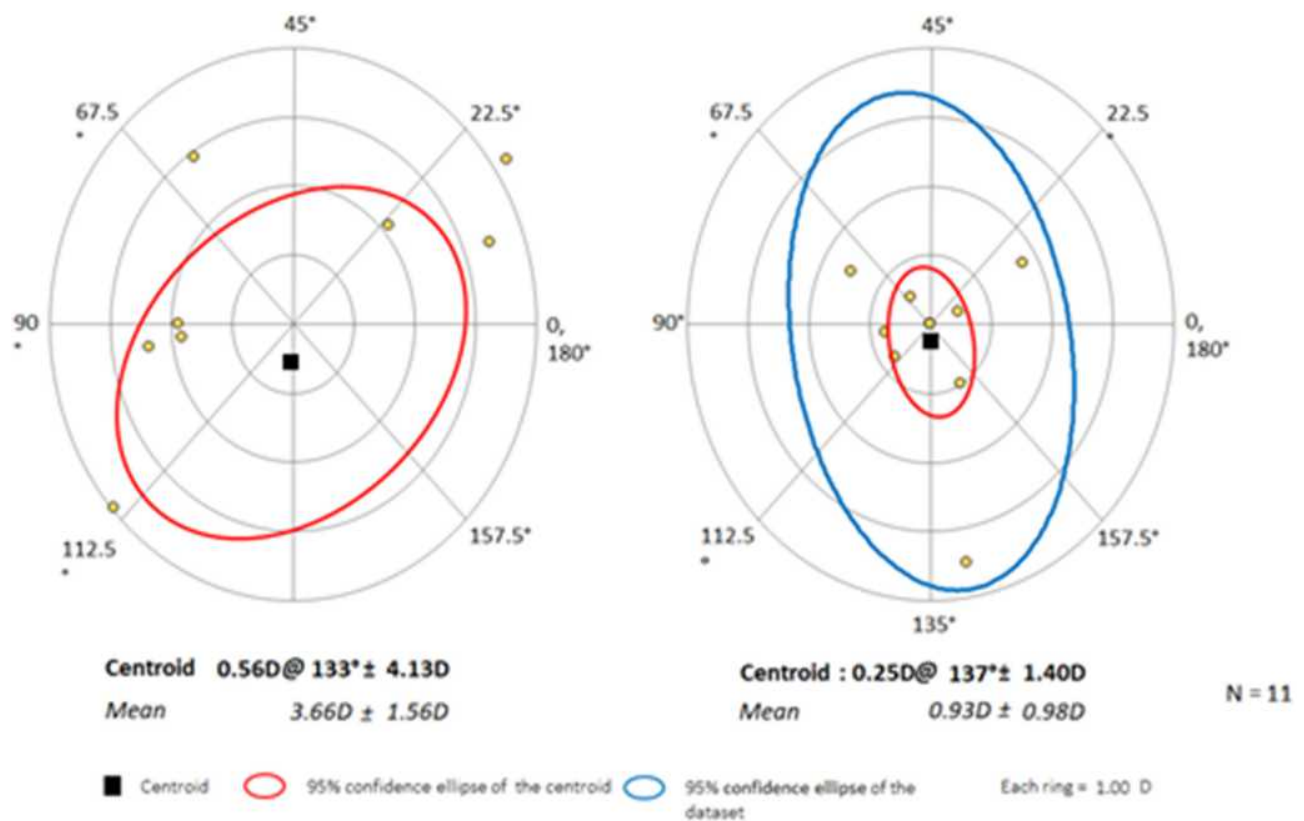 45°
67.5
°
22.5°
90
°
0,
180°
112.5
°
157.5°
Centroid 0.56D@ 133°± 4.13D
Mean 3.66D ± 1.56D
45°
67.5
°
22.5
°
90°
0,
180°
112.5
°
157.5°
135°
Centroid : 0.25D@ 137°± 1.40D
Mean 0.93D ± 0.98D
N = 11
Centroid
95% confidence ellipse of the centroid
95% confidence ellipse of the
dataset
Each ring = 1.00 D